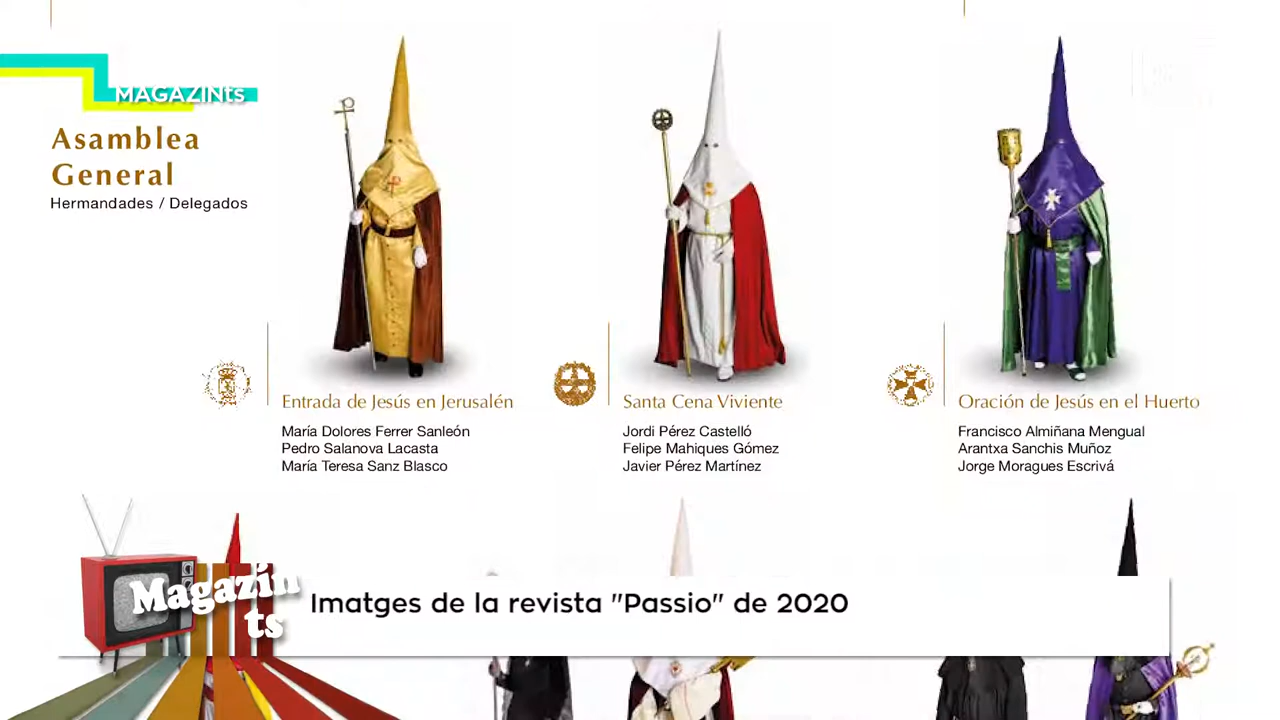 MAGAZINts
Asamblea
General
Hermandades / Delegados
Entrada de Jesús en Jerusalén
María Dolores Ferrer Sanleón
Pedro Salanova Lacasta
María Teresa Sanz Blasco
Santa Cena Viviente
Jordi Pérez Castelló
Felipe Mahiques Gómez
Javier Pérez Martínez
Oración de Jesús en el Huerto
Francisco Almiñana Mengual
Arantxa Sanchis Muñoz
Jorge Moragues Escrivá
Magazin
ts
Imatges de la revista "Passio" de 2020